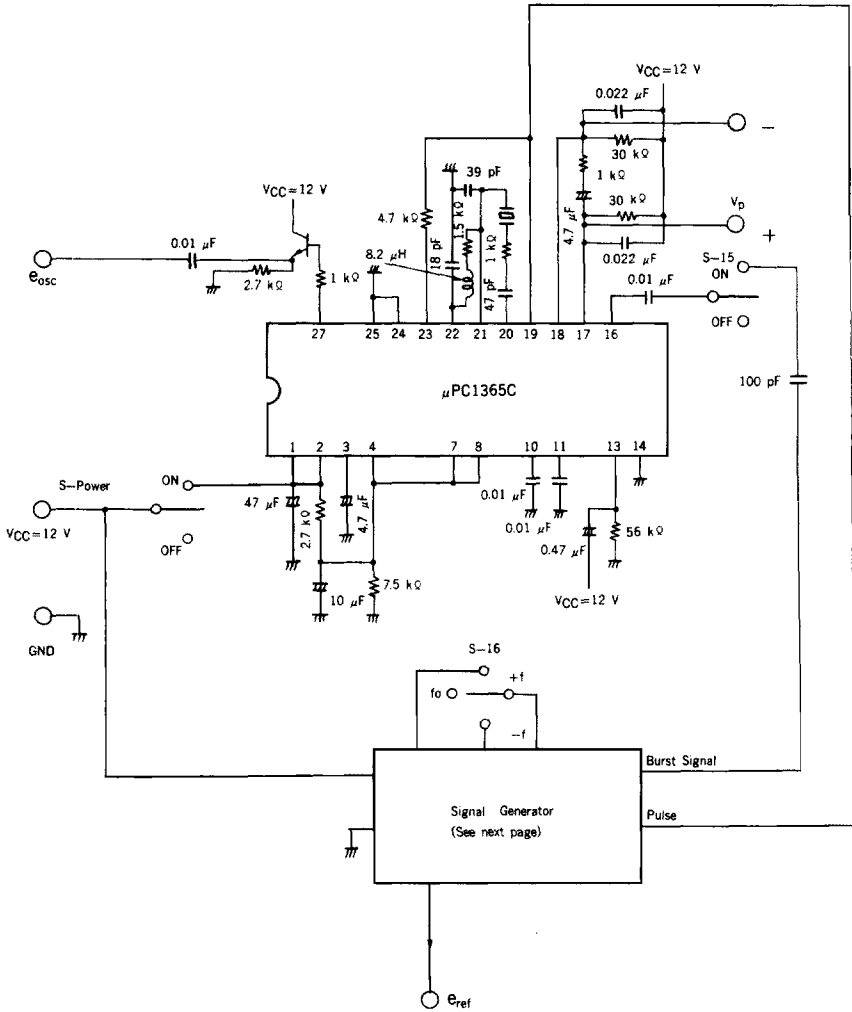 VCC=12 V
0.022 μF
−
30 kΩ
1 kΩ
39 pF
VCC=12 V
30 kΩ
Vp
4.7 kΩ
1.5 kΩ
4.7 μF
+
0.01 μF
8.2 μH
18 pF
1 kΩ
0.022 μF
S-15
ON
eosc
2.7 kΩ
1 kΩ
47 pF
0.01 μF
OFF
27 25 24 23 22 21 20 19 18 17 16
μPC1365C
100 pF
1 2 3 4 7 8 10 11 13 14
S-Power
ON
47 μF
4.7 μF
0.01 μF
VCC=12 V
2.7 kΩ
0.01 μF
56 kΩ
OFF
0.47 μF
10 μF
7.5 kΩ
VCC=12 V
GND
S-16
+f
fo
-f
Burst Signal
Signal Generator
(See next page)
Pulse
eref